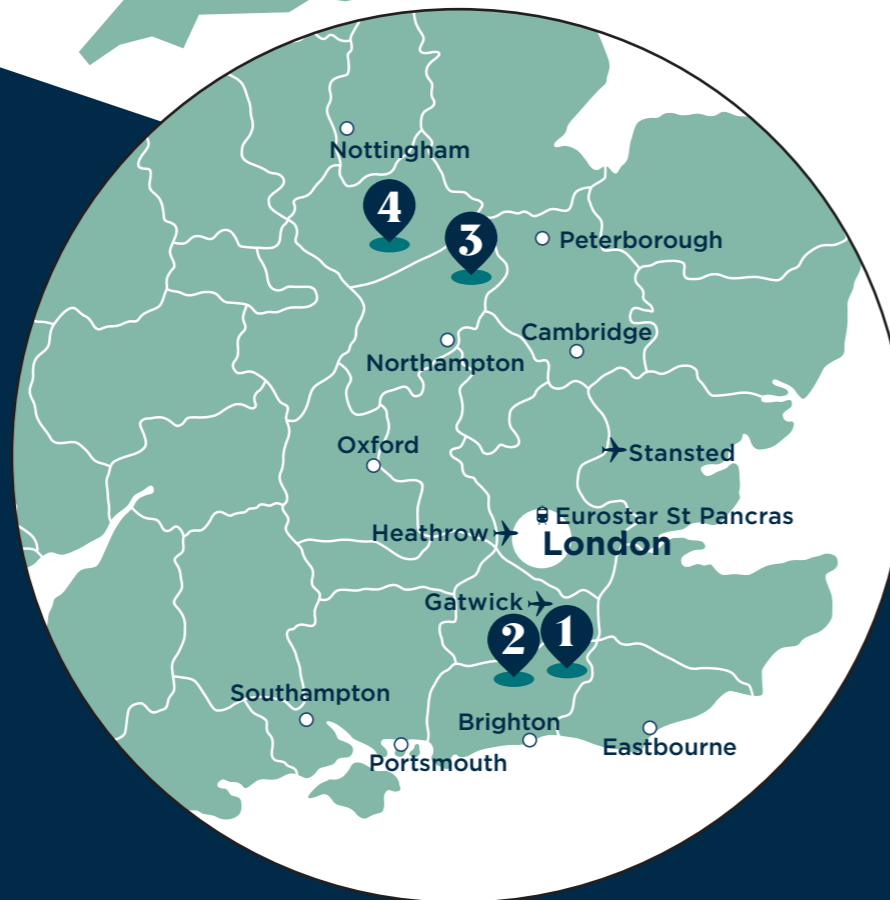 Nottingham
4
3
Peterborough
Cambridge
Northampton
Oxford
Stansted
Eurostar St Pancras
Heathrow
London
Gatwick
2
1
Southampton
Brighton
Eastbourne
Portsmouth